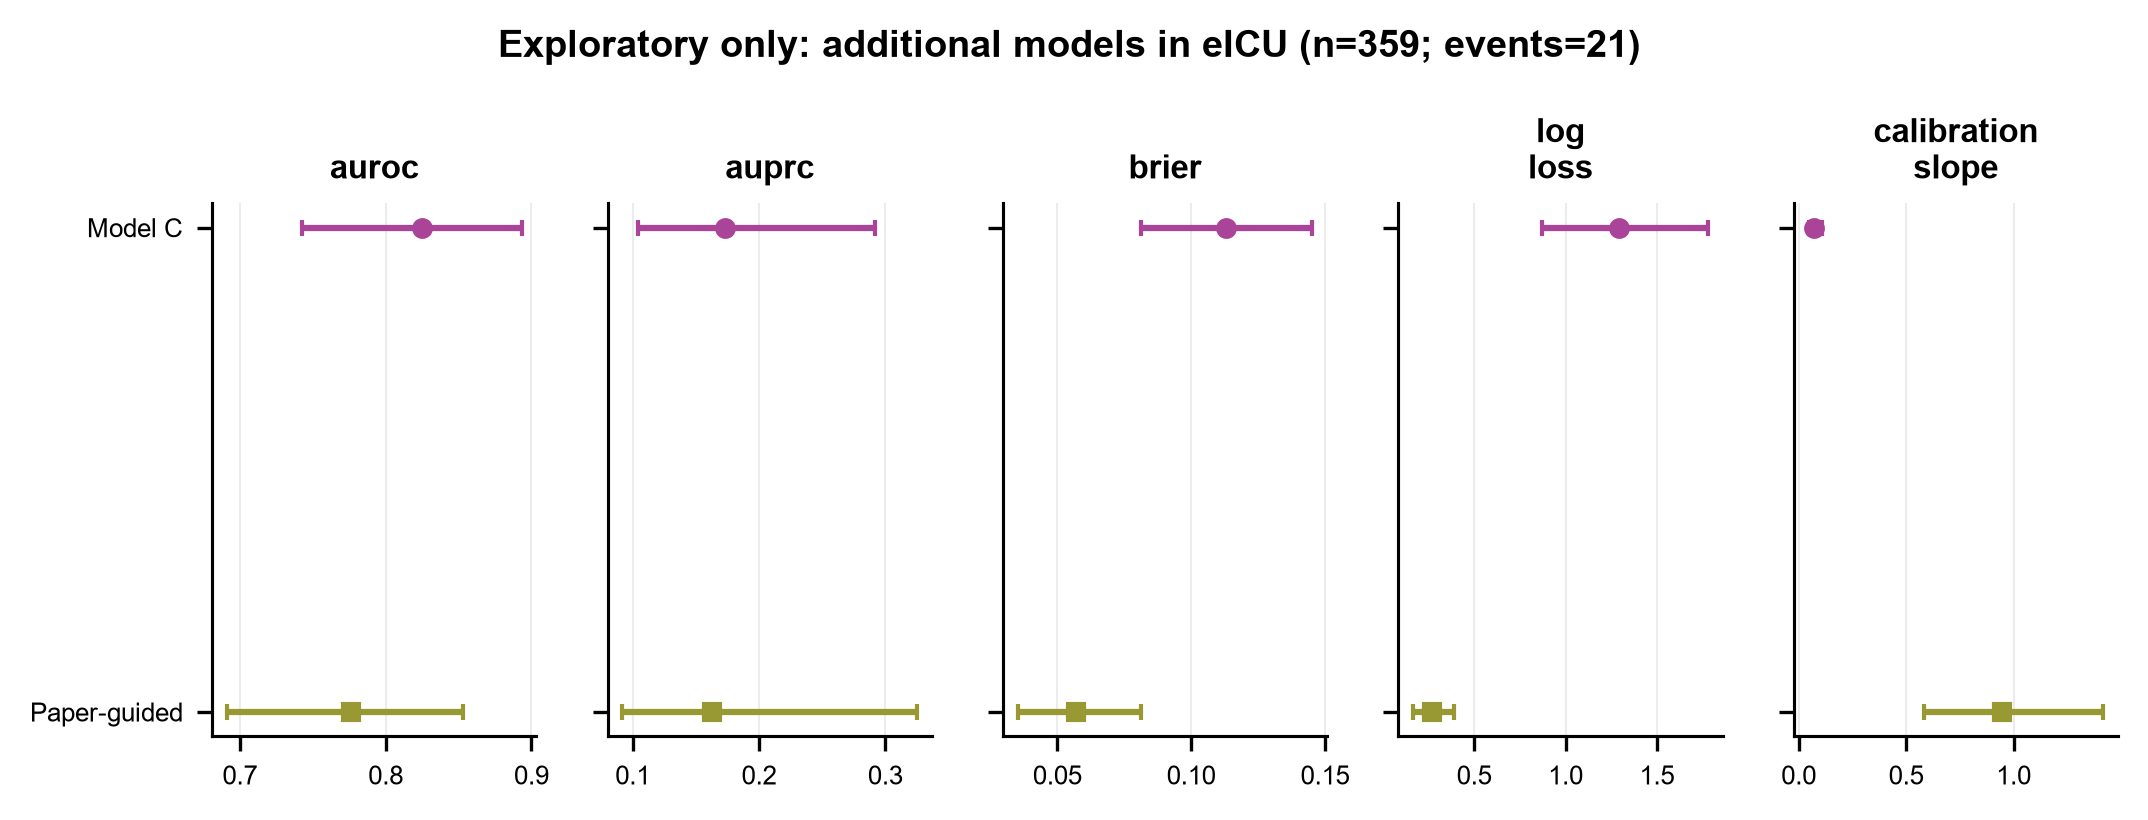 Exploratory only: additional models in eICU (n=359; events=21)
auroc
auprc
brier
log
loss
calibration
slope
Model C
Paper-guided
0.7 0.8 0.9
0.1 0.2 0.3
0.05 0.10 0.15
0.5 1.0 1.5
0.0 0.5 1.0